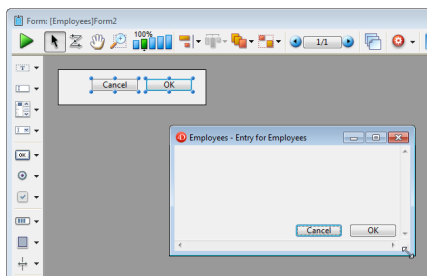 Form: [Employees]Form2
100%
1/1
Cancel OK
Employees - Entry for Employees
Cancel OK